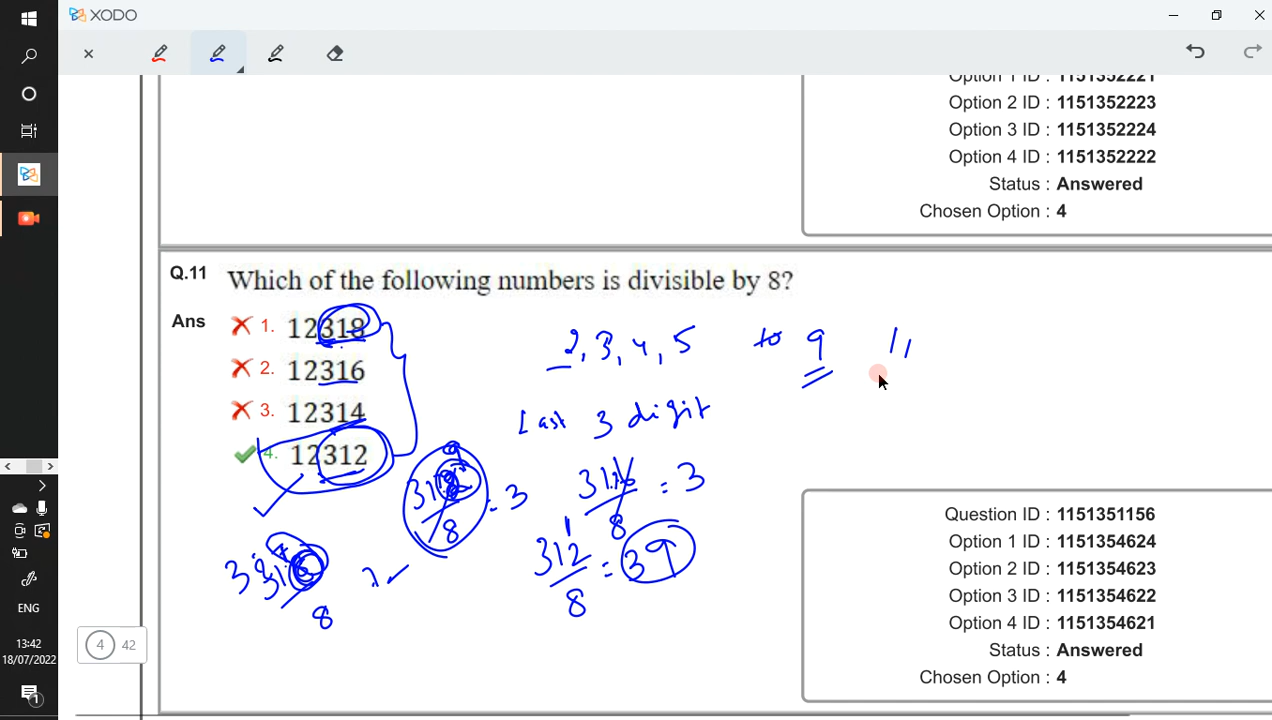 XODO
Option 1 ID : 1151352221
Option 2 ID : 1151352223
Option 3 ID : 1151352224
Option 4 ID : 1151352222
Status : Answered
Chosen Option : 4
Q.11 Which of the following numbers is divisible by 8?
Ans 1. 12318
2. 12316
3. 12314
4. 12312
2, 3, 4, 5 to 9 11
Last 3 digit
8 = 3
316/8 = 3
312/8 = 39
8
Question ID : 1151351156
Option 1 ID : 1151354624
Option 2 ID : 1151354623
Option 3 ID : 1151354622
Option 4 ID : 1151354621
Status : Answered
Chosen Option : 4
4 42
ENG
13:42
18/07/2022
1